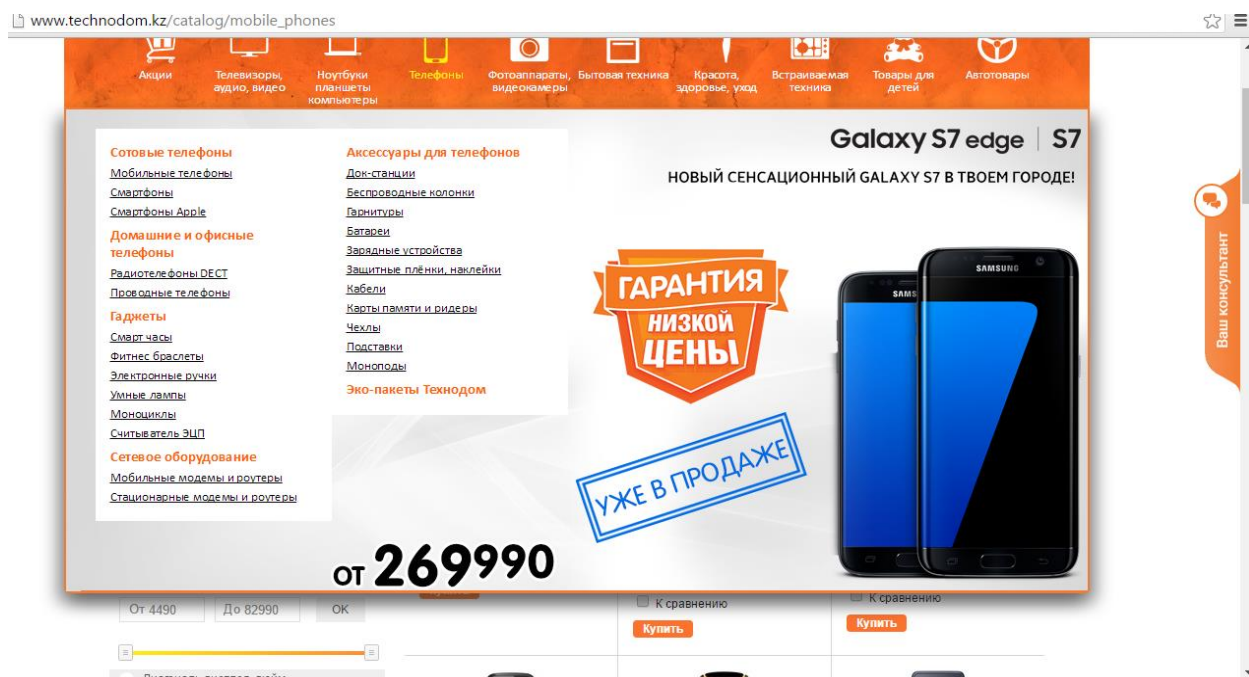 www.technodom.kz/catalog/mobile_phones
Акции
Телевизоры,
аудио, видео
Ноутбуки
планшеты
компьютеры
Телефоны
Фотоаппараты,
видеокамеры
Бытовая техника
Красота,
здоровье, уход
Встраиваемая
техника
Товары для
детей
Автотовары
Сотовые телефоны
Мобильные телефоны
Смартфоны
Смартфоны Apple
Домашние и офисные
телефоны
Радиотелефоны DECT
Проводные телефоны
Гаджеты
Смарт часы
Фитнес браслеты
Электронные ручки
Умные лампы
Моноциклы
Считыватель ЭЦП
Сетевое оборудование
Мобильные модемы и роутеры
Стационарные модемы и роутеры
Аксессуары для телефонов
Док-станции
Беспроводные колонки
Гарнитуры
Батареи
Зарядные устройства
Защитные плёнки, наклейки
Кабели
Карты памяти и ридеры
Чехлы
Подставки
Моноподы
Эко-пакеты Технодом
Galaxy S7 edge | S7
НОВЫЙ СЕНСАЦИОННЫЙ GALAXY S7 В ТВОЕМ ГОРОДЕ!
ГАРАНТИЯ
НИЗКОЙ
ЦЕНЫ
УЖЕ В ПРОДАЖЕ
SAMS
SAMSUNG
от 269990
Ваш консультант
От 4490
До 82990
OK
К сравнению
Купить
К сравнению
Купить